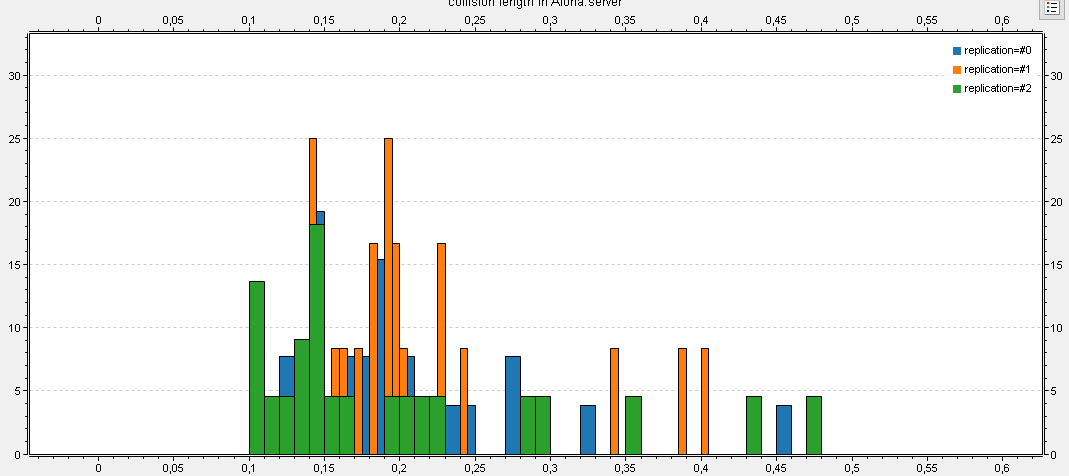 collision length in Aloha.server
0 0,05 0,1 0,15 0,2 0,25 0,3 0,35 0,4 0,45 0,5 0,55 0,6
replication=#0
replication=#1
replication=#2
30 30
25 25
20 20
15 15
10 10
5 5
0 0
0 0,05 0,1 0,15 0,2 0,25 0,3 0,35 0,4 0,45 0,5 0,55 0,6